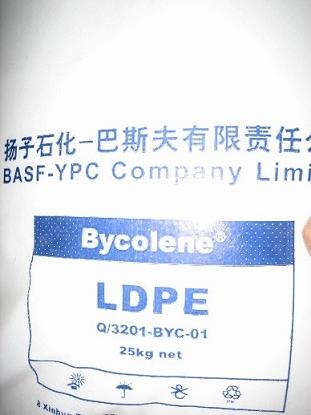 扬子石化-巴斯夫有限责任
BASF-YPC Company Limi
Bycolene®
LDPE
Q/3201-BYC-01
25kg net
a Xinhua